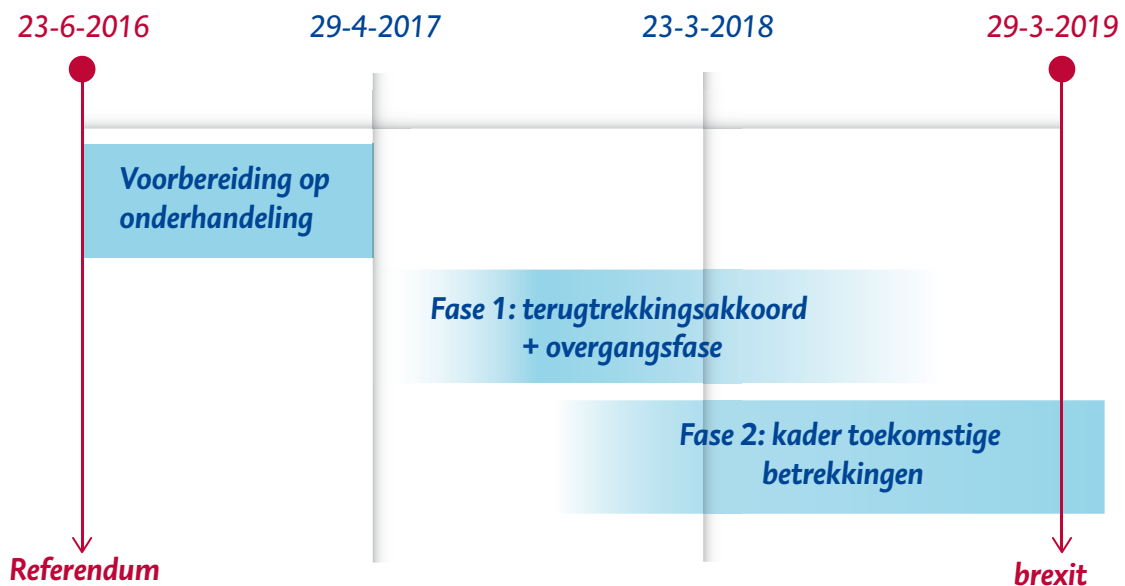 23-6-2016 29-4-2017 23-3-2018 29-3-2019
Voorbereiding op
onderhandeling
Fase 1: terugtrekkingsakkoord
+ overgangsfase
Fase 2: kader toekomstige
betrekkingen
Referendum
brexit